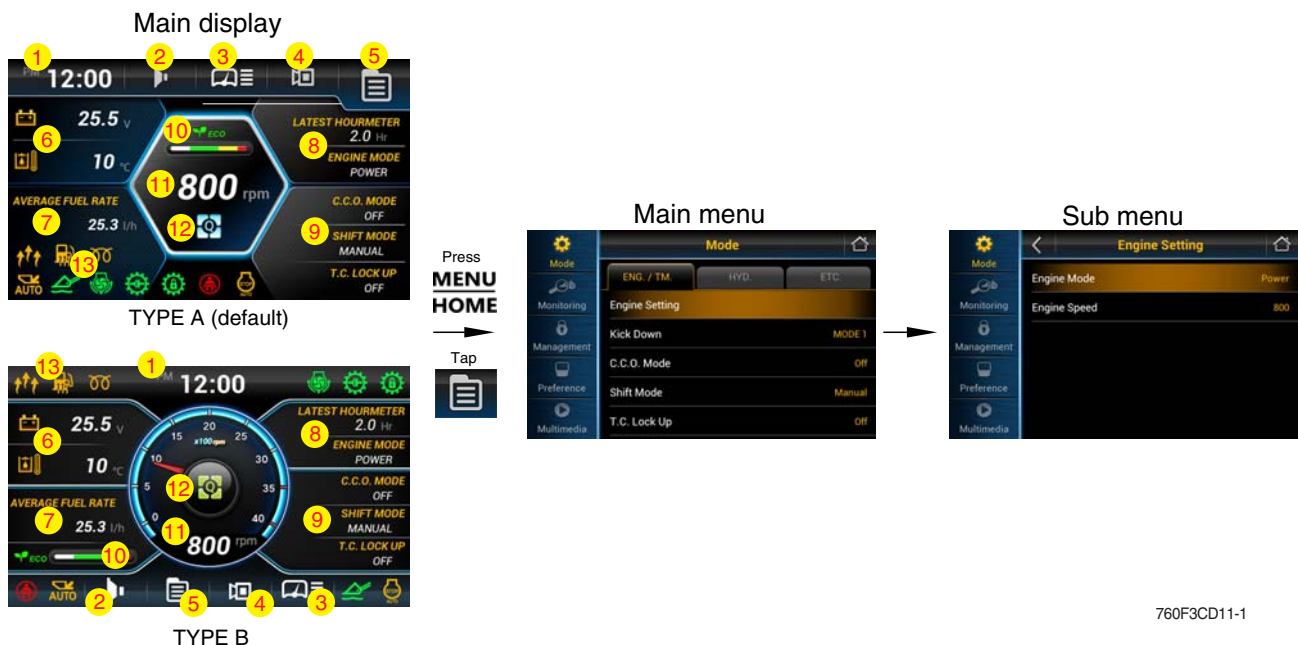 Main display
1
2
3
4
5
PM 12:00
6
25.5 V
10 °C
7
AVERAGE FUEL RATE
25.3 l/h
13
AUTO
STOP
AUTO
10
ECO
11
800 rpm
12
Q
8
LATEST HOURMETER
2.0 Hr
ENGINE MODE
POWER
9
C.C.O. MODE
OFF
SHIFT MODE
MANUAL
T.C. LOCK UP
OFF
TYPE A (default)
13
1
PM 12:00
6
25.5 V
10 °C
7
AVERAGE FUEL RATE
25.3 l/h
ECO
10
0
5
10
15
20
25
30
35
40
x100rpm
12
Q
11
800 rpm
8
LATEST HOURMETER
2.0 Hr
ENGINE MODE
POWER
9
C.C.O. MODE
OFF
SHIFT MODE
MANUAL
T.C. LOCK UP
OFF
AUTO
2
5
4
3
STOP
AUTO
TYPE B
Press
MENU
HOME
Tap
Main menu
Mode
Monitoring
Management
Preference
Multimedia
Mode
ENG. / TM.
HYD.
ETC.
Engine Setting
Kick Down MODE 1
C.C.O. Mode Off
Shift Mode Manual
T.C. Lock Up Off
Sub menu
Mode
Monitoring
Management
Preference
Multimedia
Engine Setting
Engine Mode Power
Engine Speed 800
760F3CD11-1